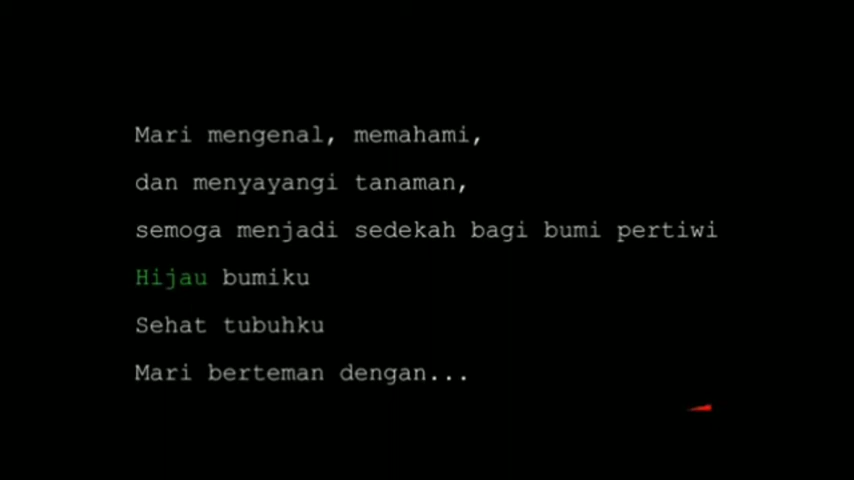 Mari mengenal, memahami,
dan menyayangi tanaman,
semoga menjadi sedekah bagi bumi pertiwi
Hijau bumiku
Sehat tubuhku
Mari berteman dengan...